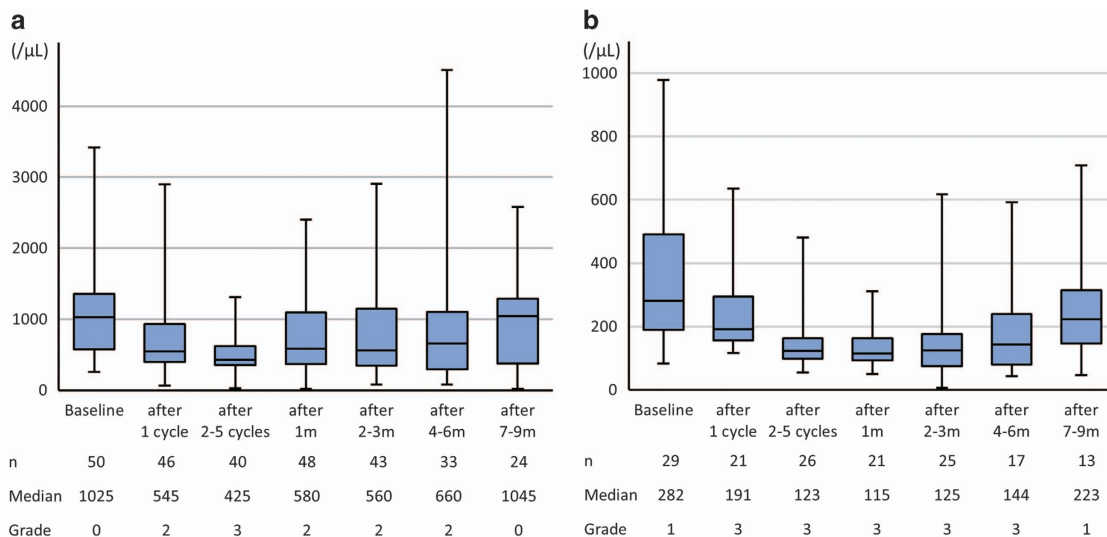 a
(/µL)
4000
3000
2000
1000
0
Baseline after 1 cycle after 2-5 cycles after 1m after 2-3m after 4-6m after 7-9m
n 50 46 40 48 43 33 24
Median 1025 545 425 580 560 660 1045
Grade 0 2 3 2 2 2 0
b
(/µL)
1000
800
600
400
200
0
Baseline after 1 cycle after 2-5 cycles after 1m after 2-3m after 4-6m after 7-9m
n 29 21 26 21 25 17 13
Median 282 191 123 115 125 144 223
Grade 1 3 3 3 3 3 1